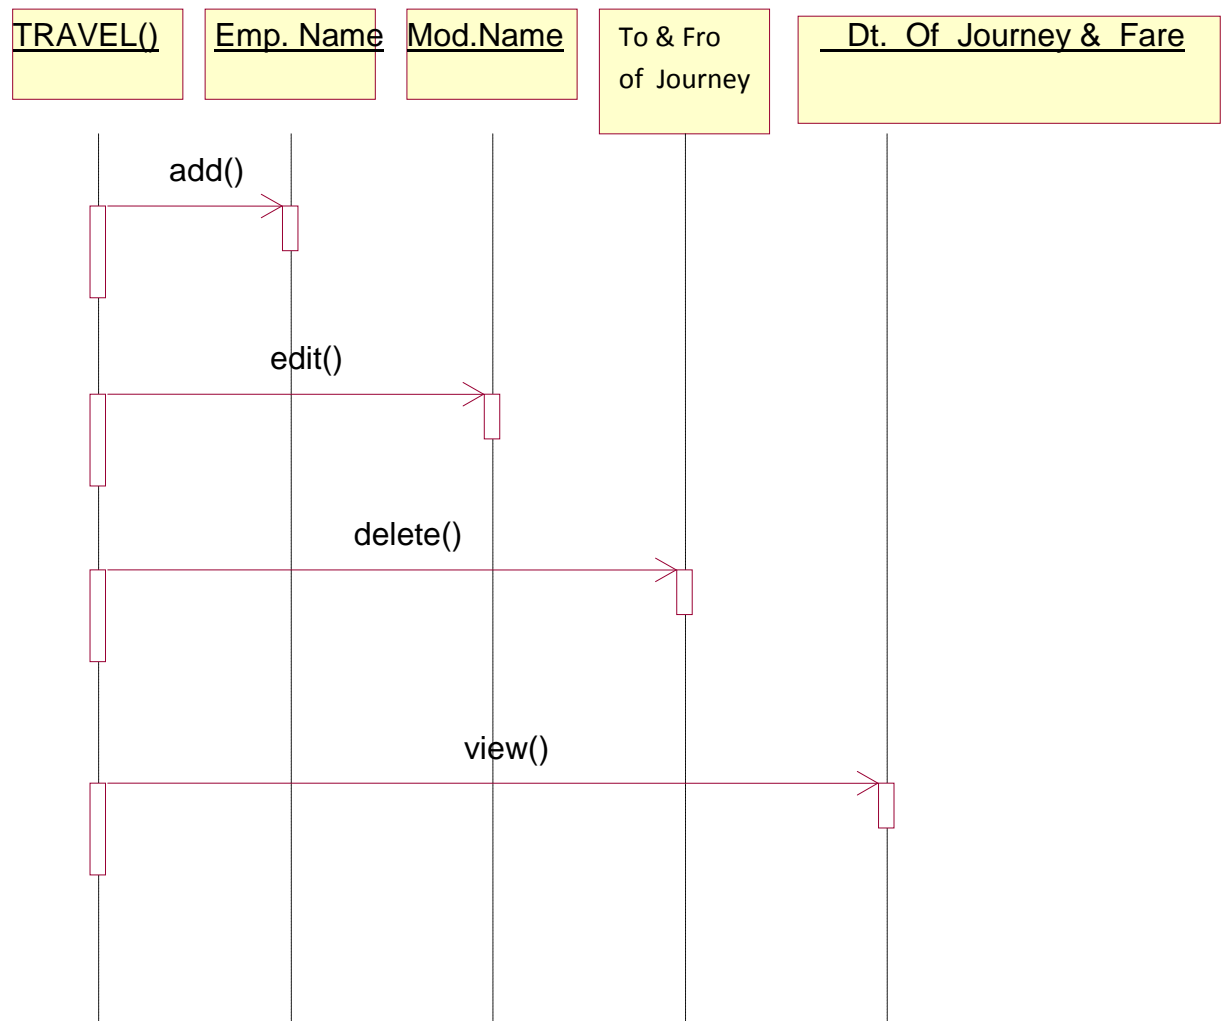 TRAVEL()
Emp. Name
Mod.Name
To & Fro
of Journey
Dt. Of Journey & Fare
add()
edit()
delete()
view()